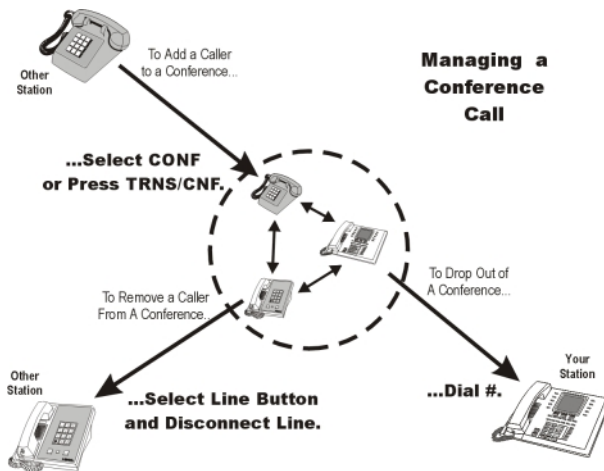 To Add a Caller
to a Conference...
Other
Station
Managing a
Conference
Call
...Select CONF
or Press TRNS/CNF.
To Remove a Caller
From A Conference..
To Drop Out of
A Conference...
Other
Station
...Select Line Button
and Disconnect Line.
...Dial #.
Your
Station